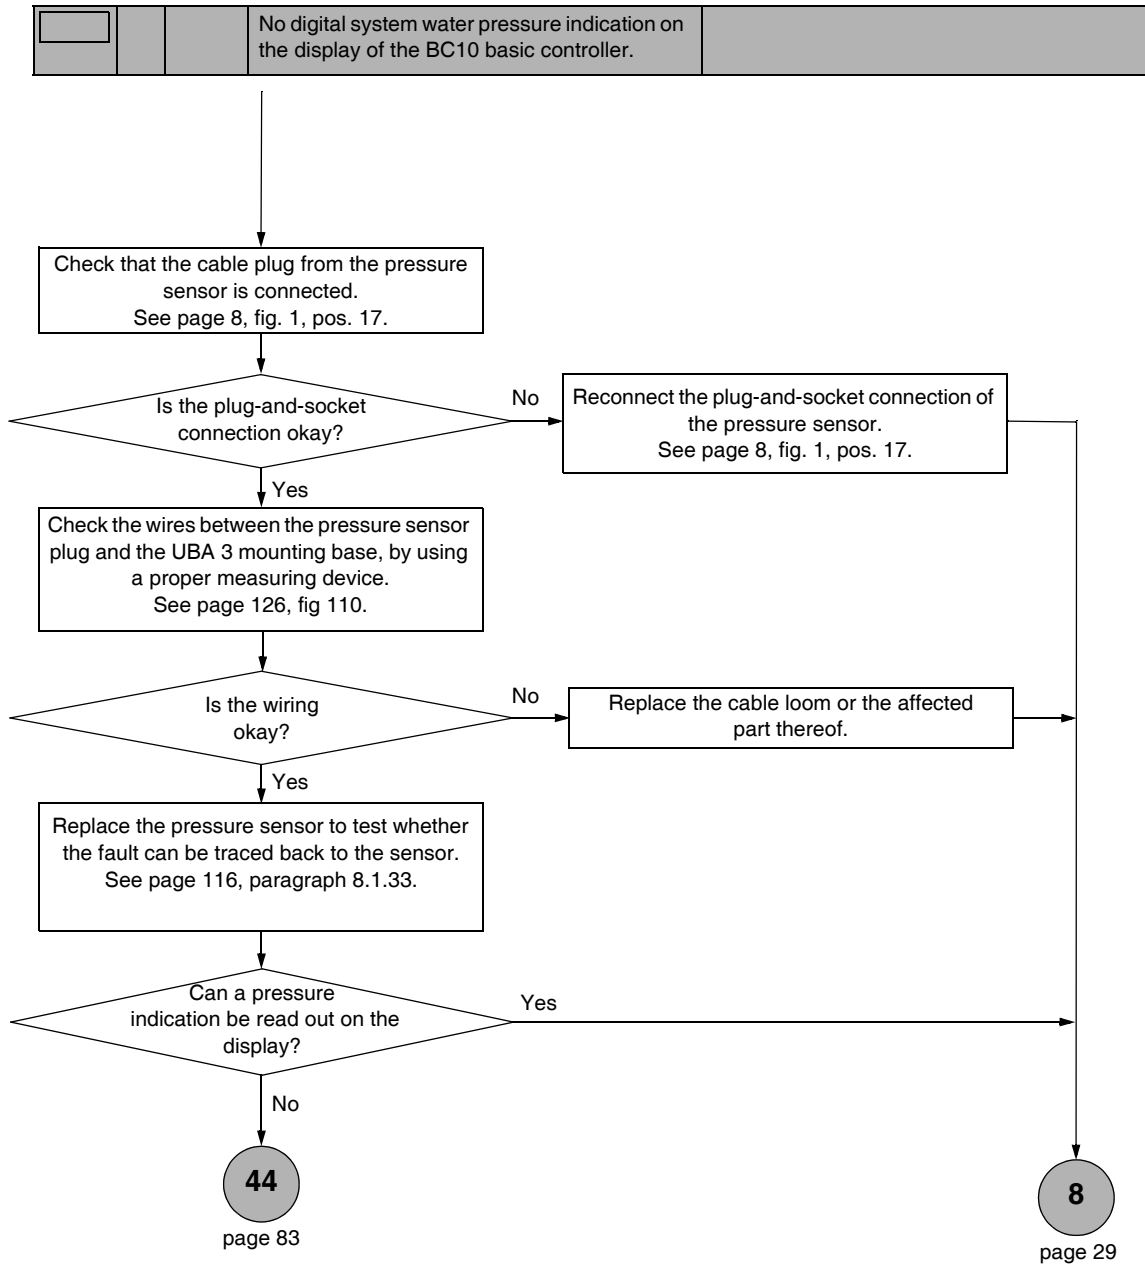 No digital system water pressure indication on
the display of the BC10 basic controller.
Check that the cable plug from the pressure
sensor is connected.
See page 8, fig. 1, pos. 17.
Is the plug-and-socket
connection okay?
No
Reconnect the plug-and-socket connection of
the pressure sensor.
See page 8, fig. 1, pos. 17.
Yes
Check the wires between the pressure sensor
plug and the UBA 3 mounting base, by using
a proper measuring device.
See page 126, fig 110.
Is the wiring
okay?
No
Replace the cable loom or the affected
part thereof.
Yes
Replace the pressure sensor to test whether
the fault can be traced back to the sensor.
See page 116, paragraph 8.1.33.
Can a pressure
indication be read out on the
display?
Yes
No
44
page 83
8
page 29